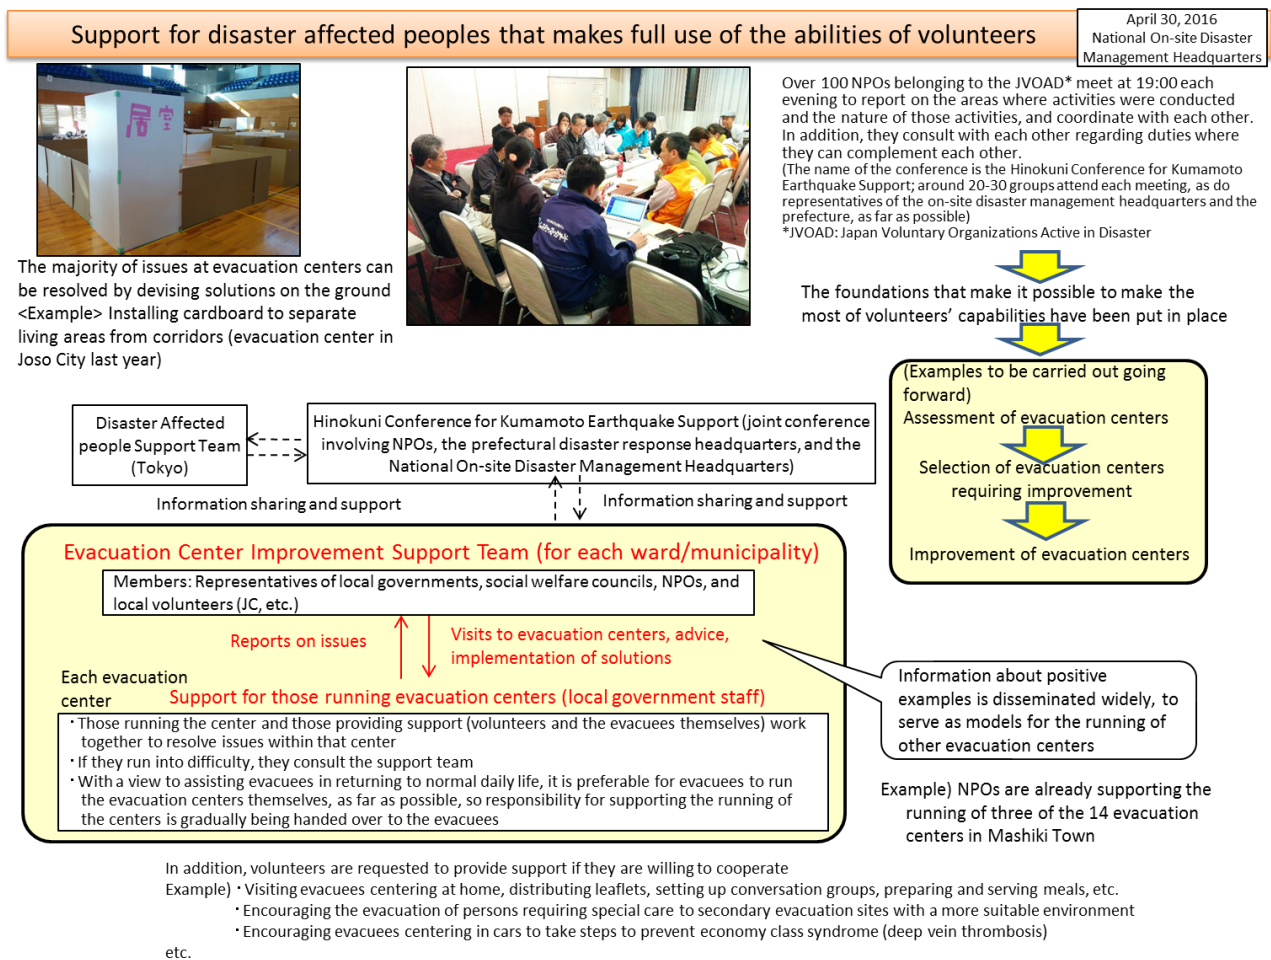 Support for disaster affected peoples that makes full use of the abilities of volunteers
April 30, 2016
National On-site Disaster
Management Headquarters
居室
Over 100 NPOs belonging to the JVOAD* meet at 19:00 each
evening to report on the areas where activities were conducted
and the nature of those activities, and coordinate with each other.
In addition, they consult with each other regarding duties where
they can complement each other.
(The name of the conference is the Hinokuni Conference for Kumamoto
Earthquake Support; around 20-30 groups attend each meeting, as do
representatives of the on-site disaster management headquarters and the
prefecture, as far as possible)
*JVOAD: Japan Voluntary Organizations Active in Disaster
The majority of issues at evacuation centers can
be resolved by devising solutions on the ground
<Example> Installing cardboard to separate
living areas from corridors (evacuation center in
Joso City last year)
The foundations that make it possible to make the
most of volunteers' capabilities have been put in place
(Examples to be carried out going
forward)
Assessment of evacuation centers
Selection of evacuation centers
requiring improvement
Improvement of evacuation centers
Disaster Affected
people Support Team
(Tokyo)
Hinokuni Conference for Kumamoto Earthquake Support (joint conference
involving NPOs, the prefectural disaster response headquarters, and the
National On-site Disaster Management Headquarters)
Information sharing and support
Information sharing and support
Evacuation Center Improvement Support Team (for each ward/municipality)
Members: Representatives of local governments, social welfare councils, NPOs, and
local volunteers (JC, etc.)
Reports on issues
Visits to evacuation centers, advice,
implementation of solutions
Each evacuation
center
Support for those running evacuation centers (local government staff)
・Those running the center and those providing support (volunteers and the evacuees themselves) work
together to resolve issues within that center
・If they run into difficulty, they consult the support team
・With a view to assisting evacuees in returning to normal daily life, it is preferable for evacuees to run
the evacuation centers themselves, as far as possible, so responsibility for supporting the running of
the centers is gradually being handed over to the evacuees
Information about positive
examples is disseminated widely, to
serve as models for the running of
other evacuation centers
Example) NPOs are already supporting the
running of three of the 14 evacuation
centers in Mashiki Town
In addition, volunteers are requested to provide support if they are willing to cooperate
Example)・Visiting evacuees centering at home, distributing leaflets, setting up conversation groups, preparing and serving meals, etc.
・Encouraging the evacuation of persons requiring special care to secondary evacuation sites with a more suitable environment
・Encouraging evacuees centering in cars to take steps to prevent economy class syndrome (deep vein thrombosis)
etc.